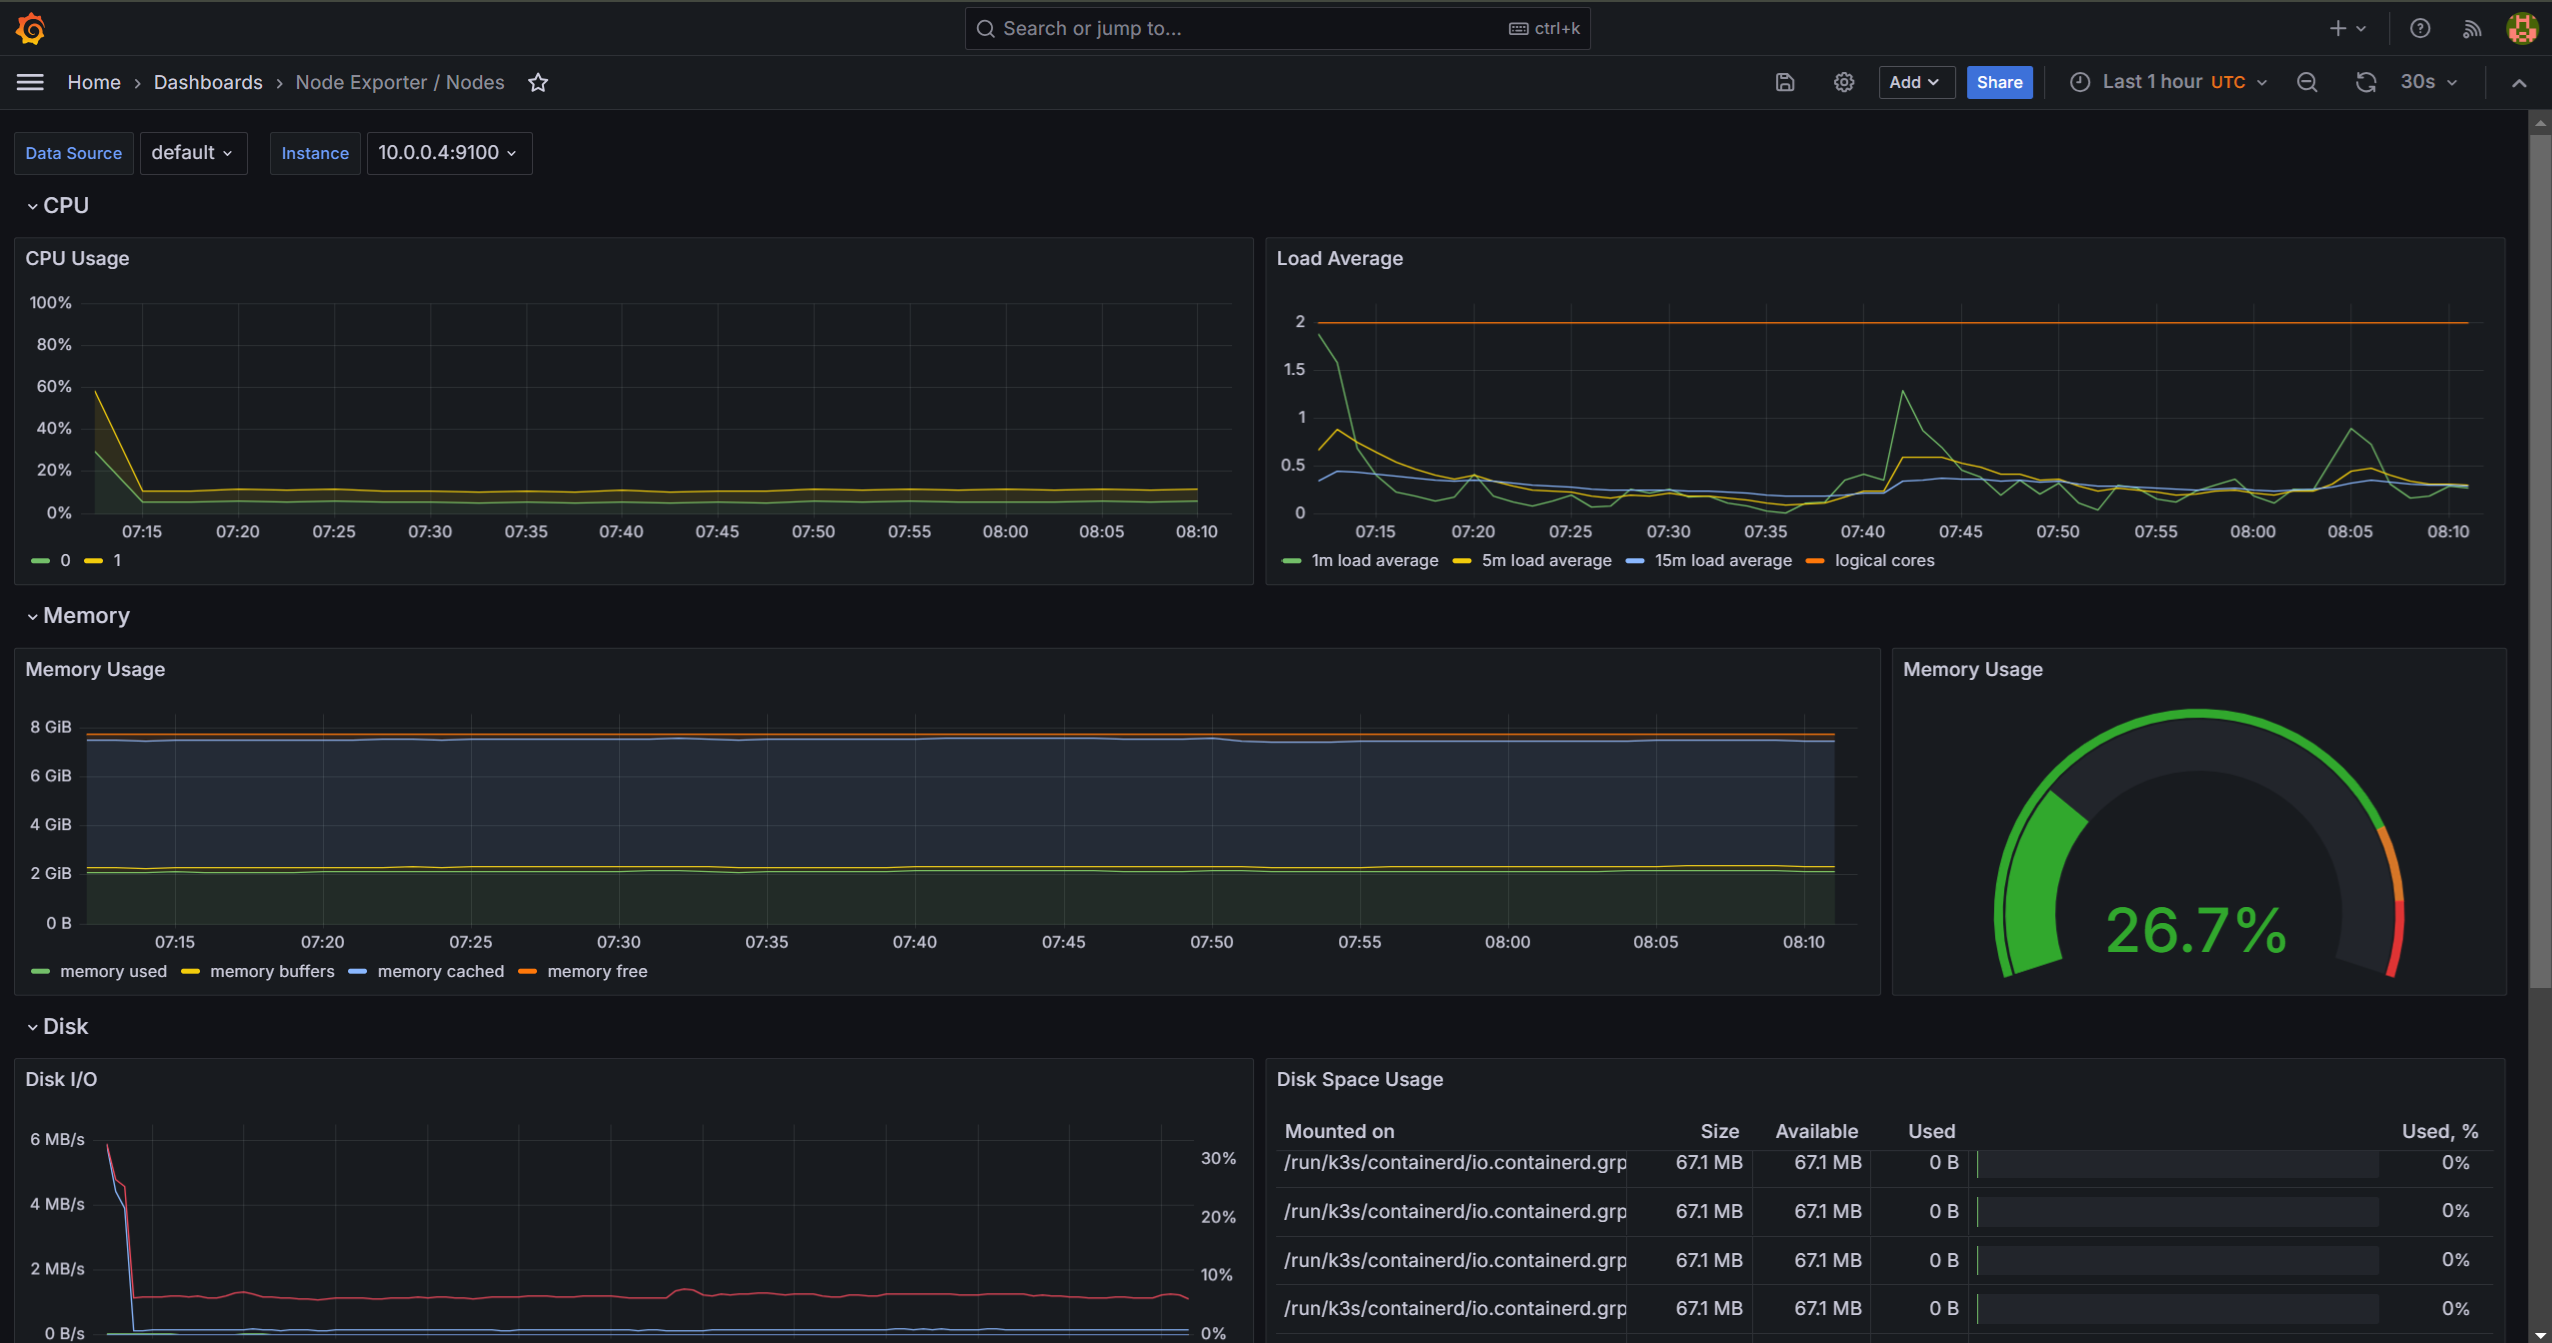 Search or jump to... ctrl+k
Home › Dashboards › Node Exporter / Nodes
Add Share Last 1 hour UTC 30s
Data Source default Instance 10.0.0.4:9100
CPU
CPU Usage
100%
80%
60%
40%
20%
0%
07:15 07:20 07:25 07:30 07:35 07:40 07:45 07:50 07:55 08:00 08:05 08:10
0 1
Load Average
2
1.5
1
0.5
0
07:15 07:20 07:25 07:30 07:35 07:40 07:45 07:50 07:55 08:00 08:05 08:10
1m load average 5m load average 15m load average logical cores
Memory
Memory Usage
8 GiB
6 GiB
4 GiB
2 GiB
0 B
07:15 07:20 07:25 07:30 07:35 07:40 07:45 07:50 07:55 08:00 08:05 08:10
memory used memory buffers memory cached memory free
Memory Usage
26.7%
Disk
Disk I/O
6 MB/s
4 MB/s
2 MB/s
0 B/s
30%
20%
10%
0%
Disk Space Usage
Mounted on Size Available Used Used, %
/run/k3s/containerd/io.containerd.grp 67.1 MB 67.1 MB 0 B 0%
/run/k3s/containerd/io.containerd.grp 67.1 MB 67.1 MB 0 B 0%
/run/k3s/containerd/io.containerd.grp 67.1 MB 67.1 MB 0 B 0%
/run/k3s/containerd/io.containerd.grp 67.1 MB 67.1 MB 0 B 0%